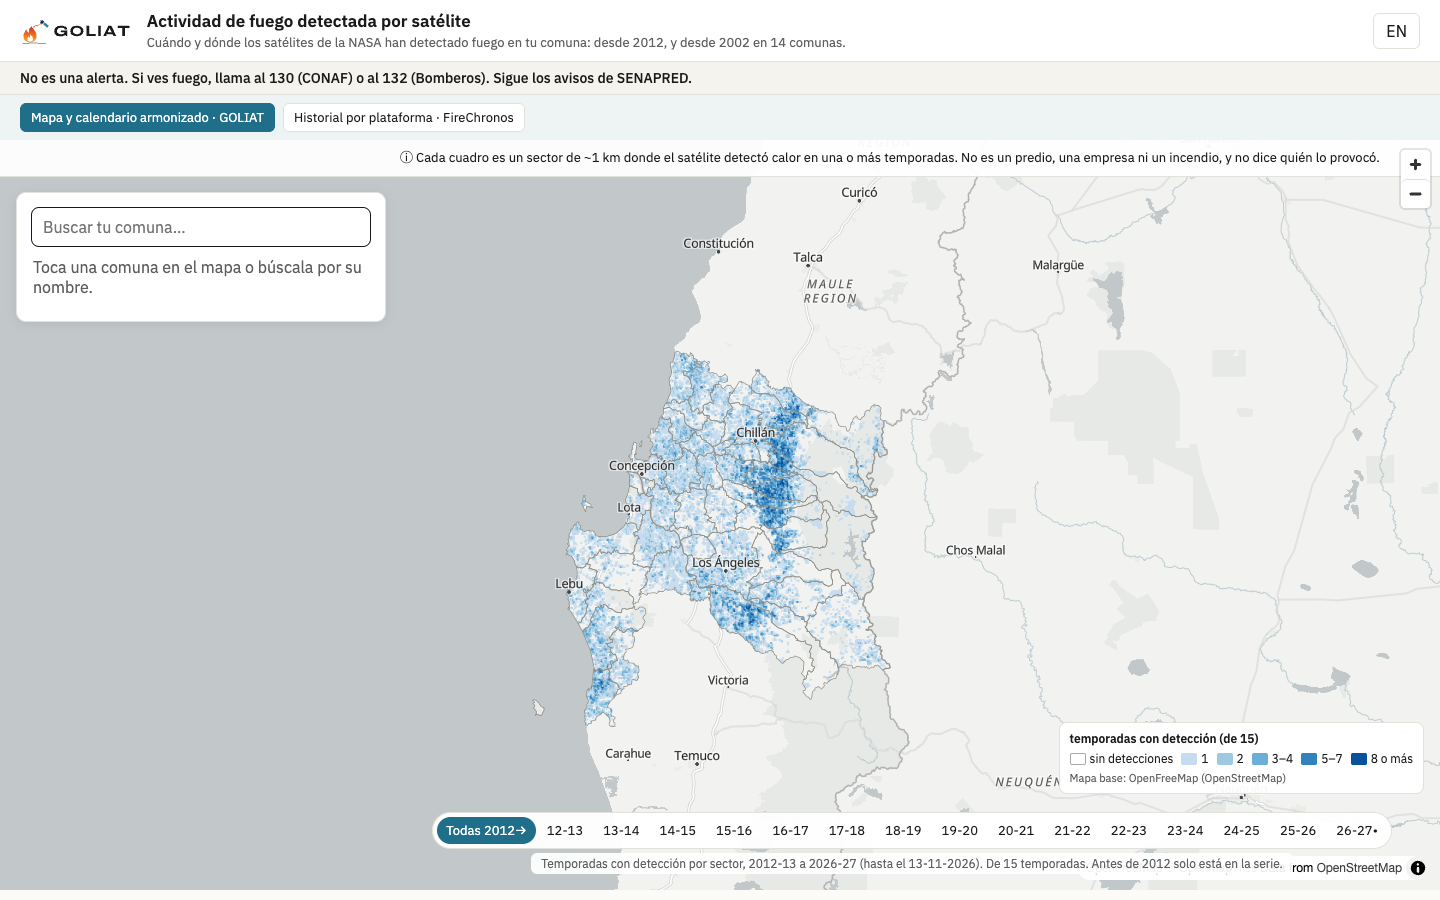 GOLIAT
Actividad de fuego detectada por satélite
Cuándo y dónde los satélites de la NASA han detectado fuego en tu comuna: desde 2012, y desde 2002 en 14 comunas.
EN
No es una alerta. Si ves fuego, llama al 130 (CONAF) o al 132 (Bomberos). Sigue los avisos de SENAPRED.
Mapa y calendario armonizado · GOLIAT
Historial por plataforma · FireChronos
ⓘ Cada cuadro es un sector de ~1 km donde el satélite detectó calor en una o más temporadas. No es un predio, una empresa ni un incendio, y no dice quién lo provocó.
+
−
Buscar tu comuna...
Toca una comuna en el mapa o búscala por su
nombre.
Curicó
Constitución
Talca
Malargüe
MAULE
REGION
Chillán
Concepción
Lota
Chos Malal
Los Ángeles
Lebu
Victoria
Carahue
Temuco
NEUQUÉN
temporadas con detección (de 15)
sin detecciones 1 2 3–4 5–7 8 o más
Mapa base: OpenFreeMap (OpenStreetMap)
Todas 2012→ 12-13 13-14 14-15 15-16 16-17 17-18 18-19 19-20 20-21 21-22 22-23 23-24 24-25 25-26 26-27•
Temporadas con detección por sector, 2012-13 a 2026-27 (hasta el 13-11-2026). De 15 temporadas. Antes de 2012 solo está en la serie.
rom OpenStreetMap